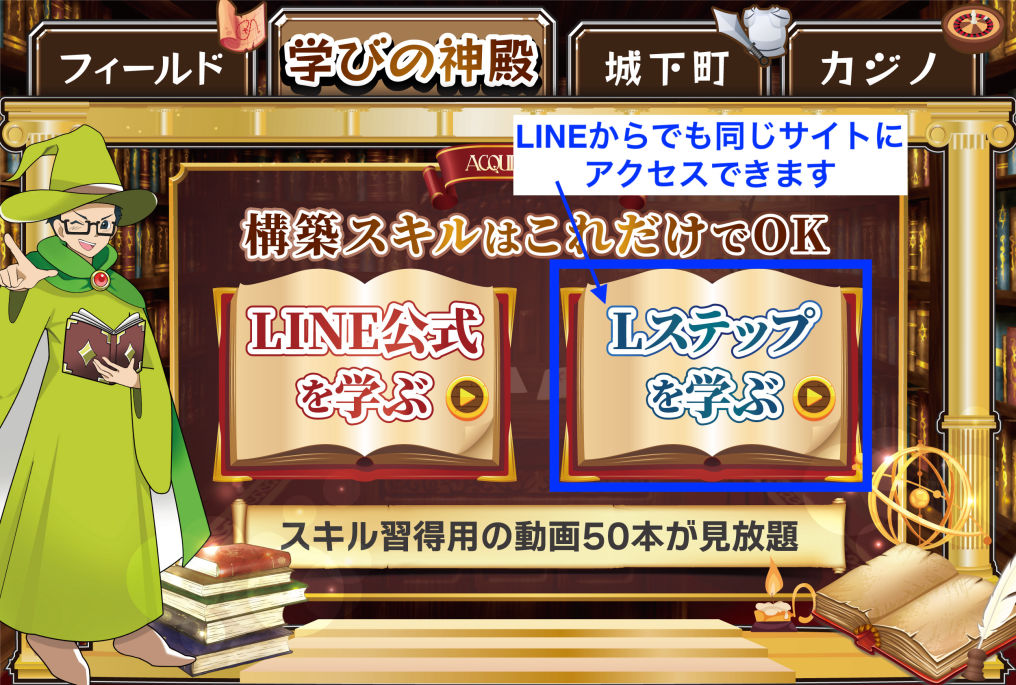 フィールド
学びの神殿
城下町
カジノ
LINEからでも同じサイトに
アクセスできます
構築スキルはこれだけでOK
LINE公式
を学ぶ
Lステップ
を学ぶ
スキル習得用の動画50本が見放題